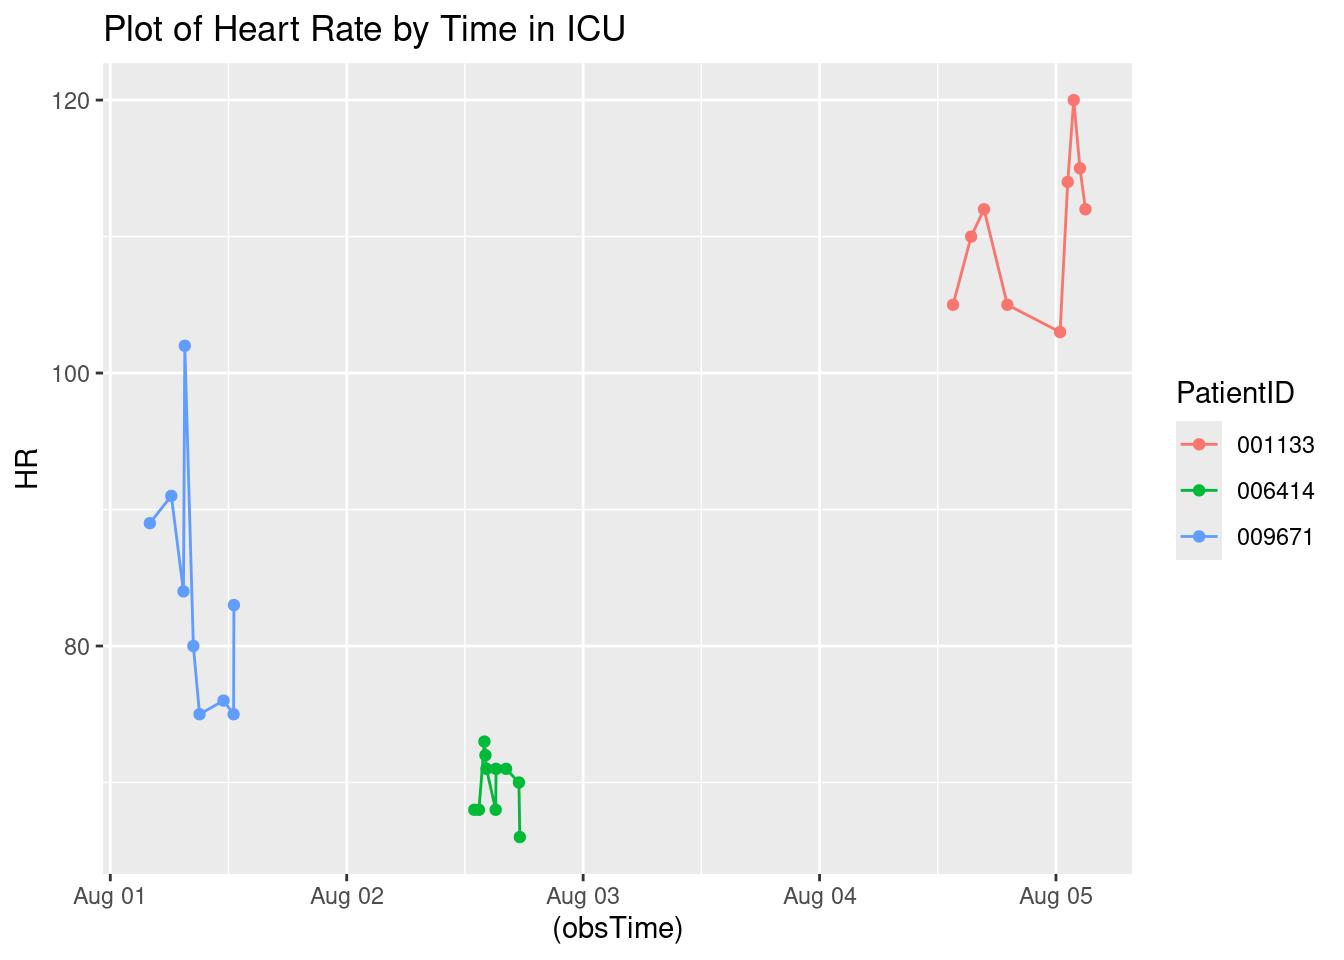 Plot of Heart Rate by Time in ICU
120
100
80
HR
Aug 01
Aug 02
Aug 03
Aug 04
Aug 05
(obsTime)
PatientID
001133
006414
009671